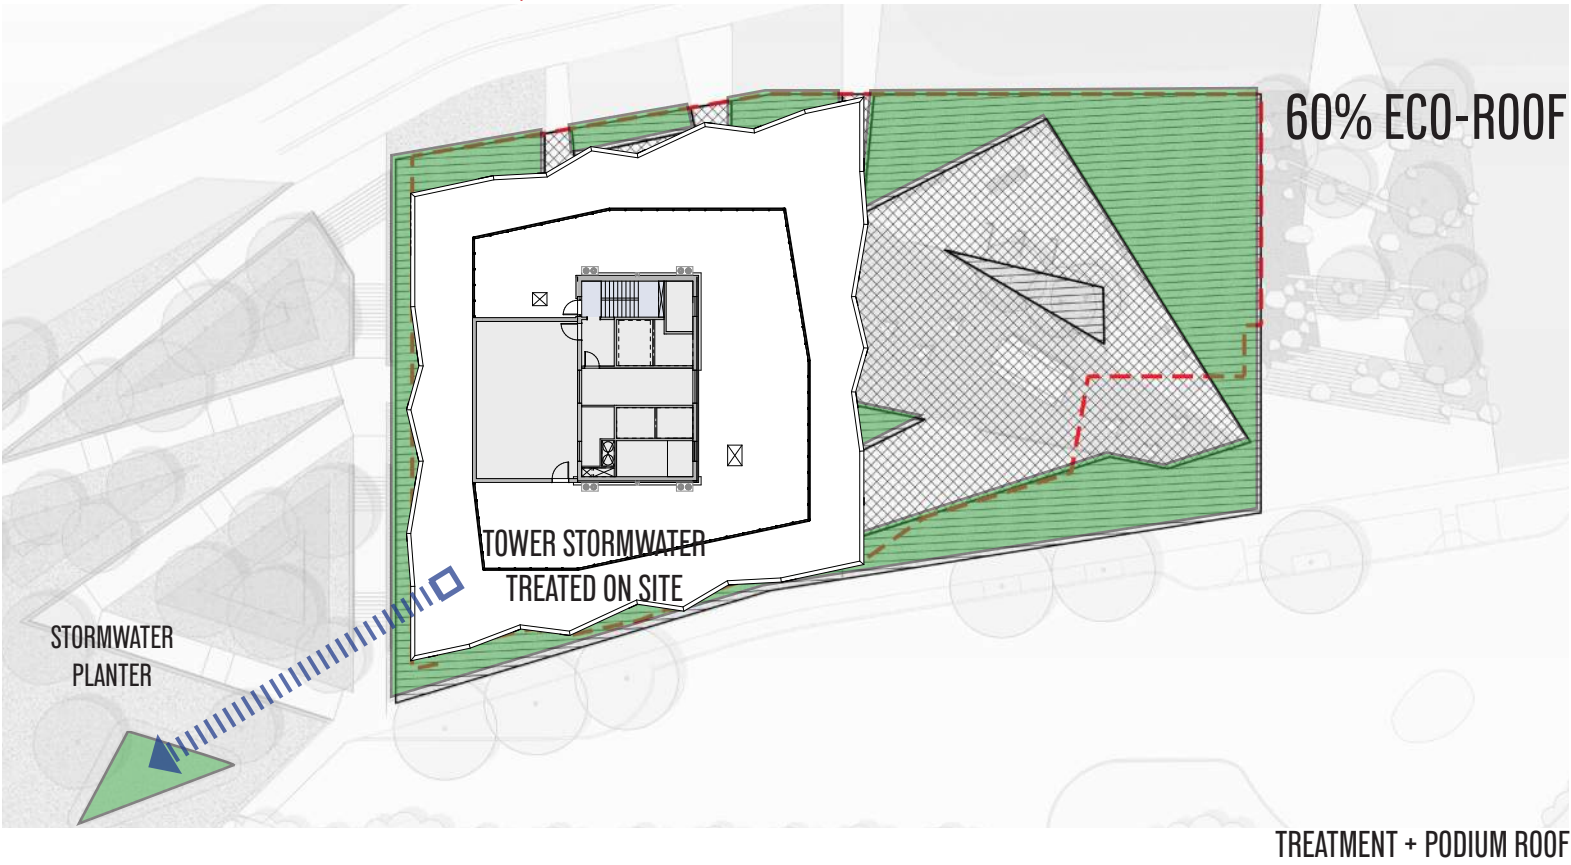 60% ECO-ROOF
TOWER STORMWATER
TREATED ON SITE
STORMWATER
PLANTER
TREATMENT + PODIUM ROOF